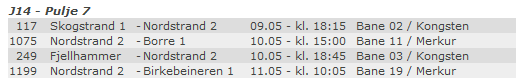 J14 - Pulje 7
117 Skogstrand 1 - Nordstrand 2 09.05 - kl. 18:15 Bane 02 / Kongsten
1075 Nordstrand 2 - Borre 1 10.05 - kl. 15:00 Bane 11 / Merkur
249 Fjellhammer - Nordstrand 2 10.05 - kl. 18:45 Bane 03 / Kongsten
1199 Nordstrand 2 - Birkebeineren 1 11.05 - kl. 10:05 Bane 19 / Merkur